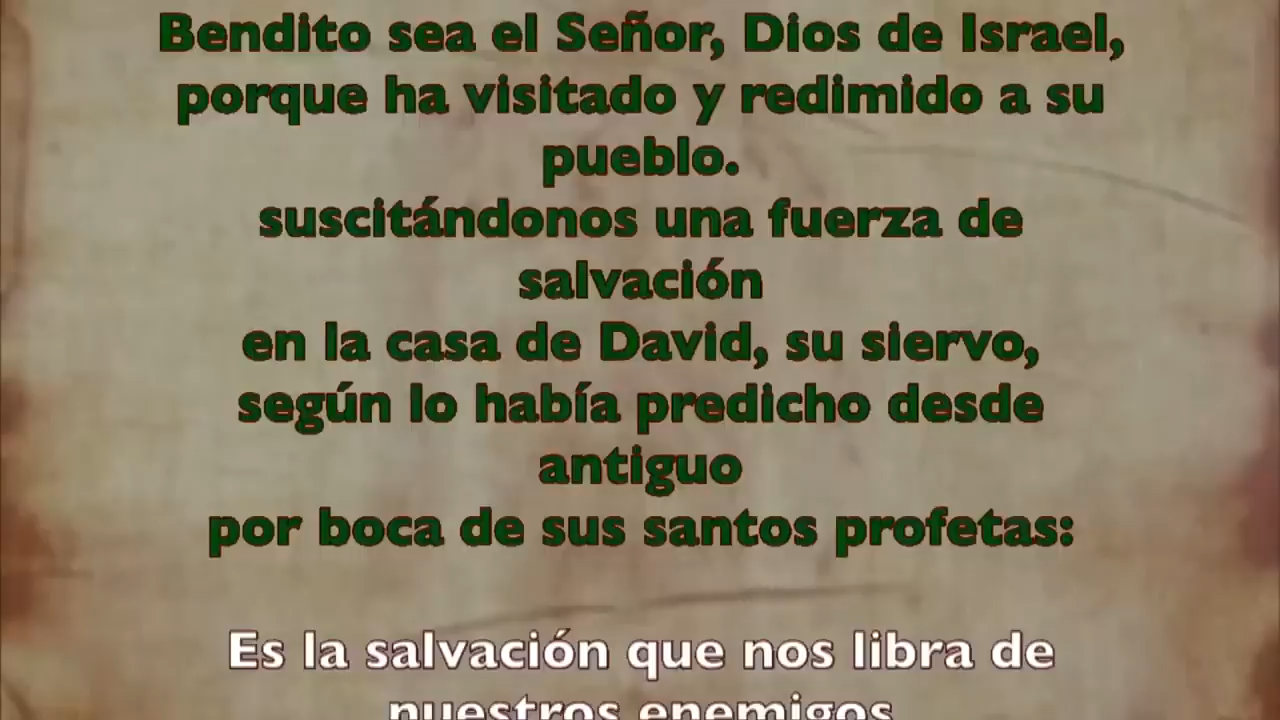 Bendito sea el Señor, Dios de Israel,
porque ha visitado y redimido a su
pueblo.
suscitándonos una fuerza de
salvación
en la casa de David, su siervo,
según lo había predicho desde
antiguo
por boca de sus santos profetas:
Es la salvación que nos libra de
nuestros enemigos